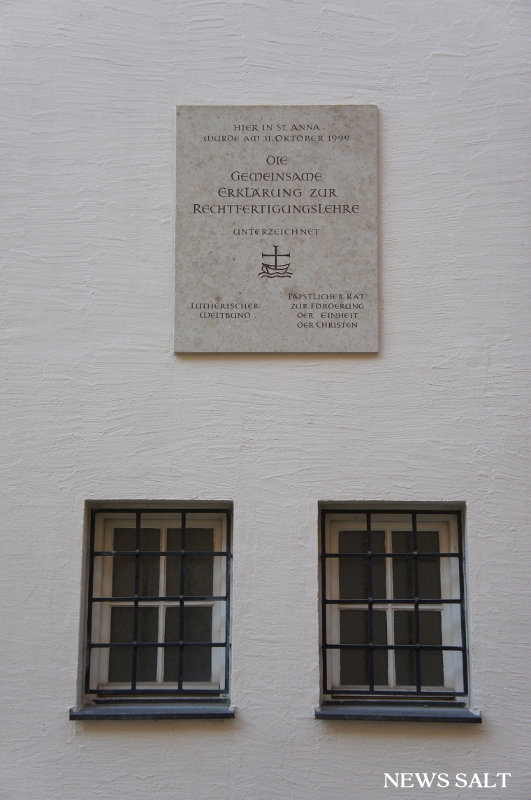 HIER IN ST. ANNA
WURDE AM 31. OKTOBER 1999
DIE
GEMEINSAME
ERKLÄRUNG ZUR
RECHTFERTIGUNGSLEHRE
UNTERZEICHNET
LUTHERISCHER
WELTBUND
PÄPSTLICHER RAT
ZUR FÖRDERUNG
DER EINHEIT
DER CHRISTEN
NEWS SALT